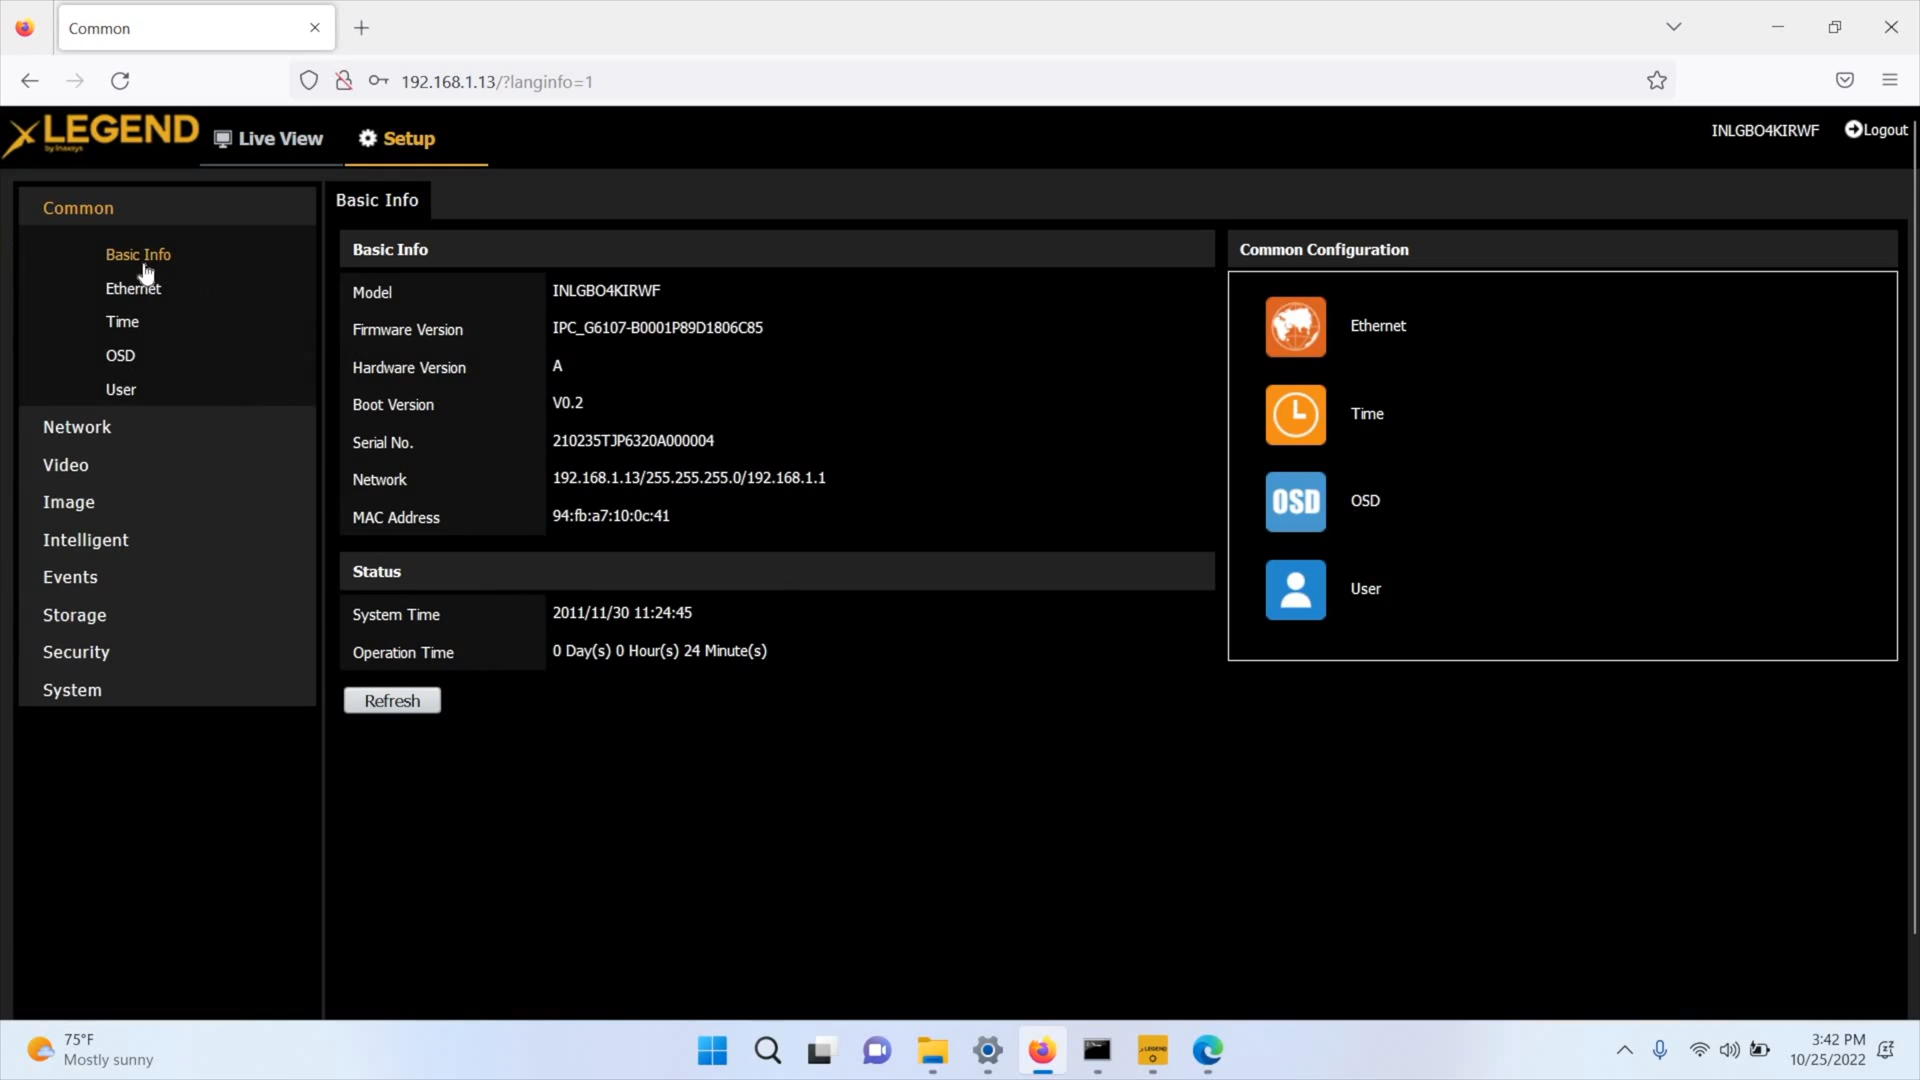 Common
192.168.1.13/?langinfo=1
LEGEND
by Inaxsys
Live View
Setup
INLGBO4KIRWF
Logout
Common
Basic Info
Ethernet
Time
OSD
User
Network
Video
Image
Intelligent
Events
Storage
Security
System
Basic Info
Basic Info
Model INLGBO4KIRWF
Firmware Version IPC_G6107-B0001P89D1806C85
Hardware Version A
Boot Version V0.2
Serial No. 210235TJP6320A000004
Network 192.168.1.13/255.255.255.0/192.168.1.1
MAC Address 94:fb:a7:10:0c:41
Status
System Time 2011/11/30 11:24:45
Operation Time 0 Day(s) 0 Hour(s) 24 Minute(s)
Refresh
Common Configuration
Ethernet
Time
OSD OSD
User
75°F
Mostly sunny
LEGEND
3:42 PM
10/25/2022